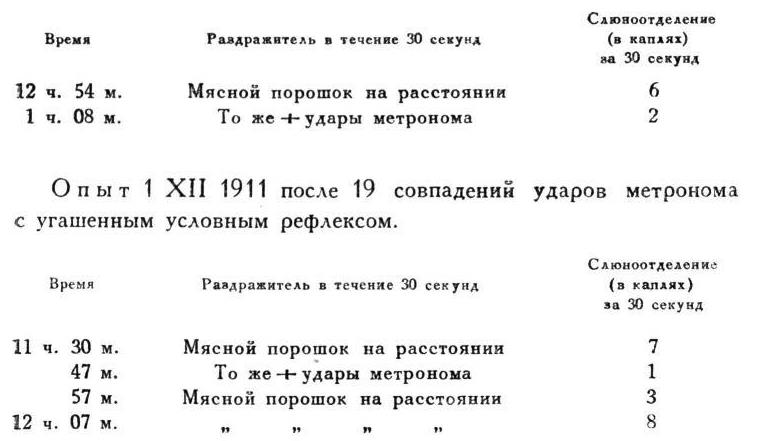 Слюноотделение
Время Раздражитель в течение 30 секунд (в каплях)
за 30 секунд
12 ч. 54 м. Мясной порошок на расстоянии 6
1 ч. 08 м. То же + удары метронома 2
Опыт 1 XII 1911 после 19 совпадений ударов метронома
с угашенным условным рефлексом.
Слюноотделение
Время Раздражитель в течение 30 секунд (в каплях)
за 30 секунд
11 ч. 30 м. Мясной порошок на расстоянии 7
47 м. То же + удары метронома 1
57 м. Мясной порошок на расстоянии 3
12 ч. 07 м. „ „ „ „ 8